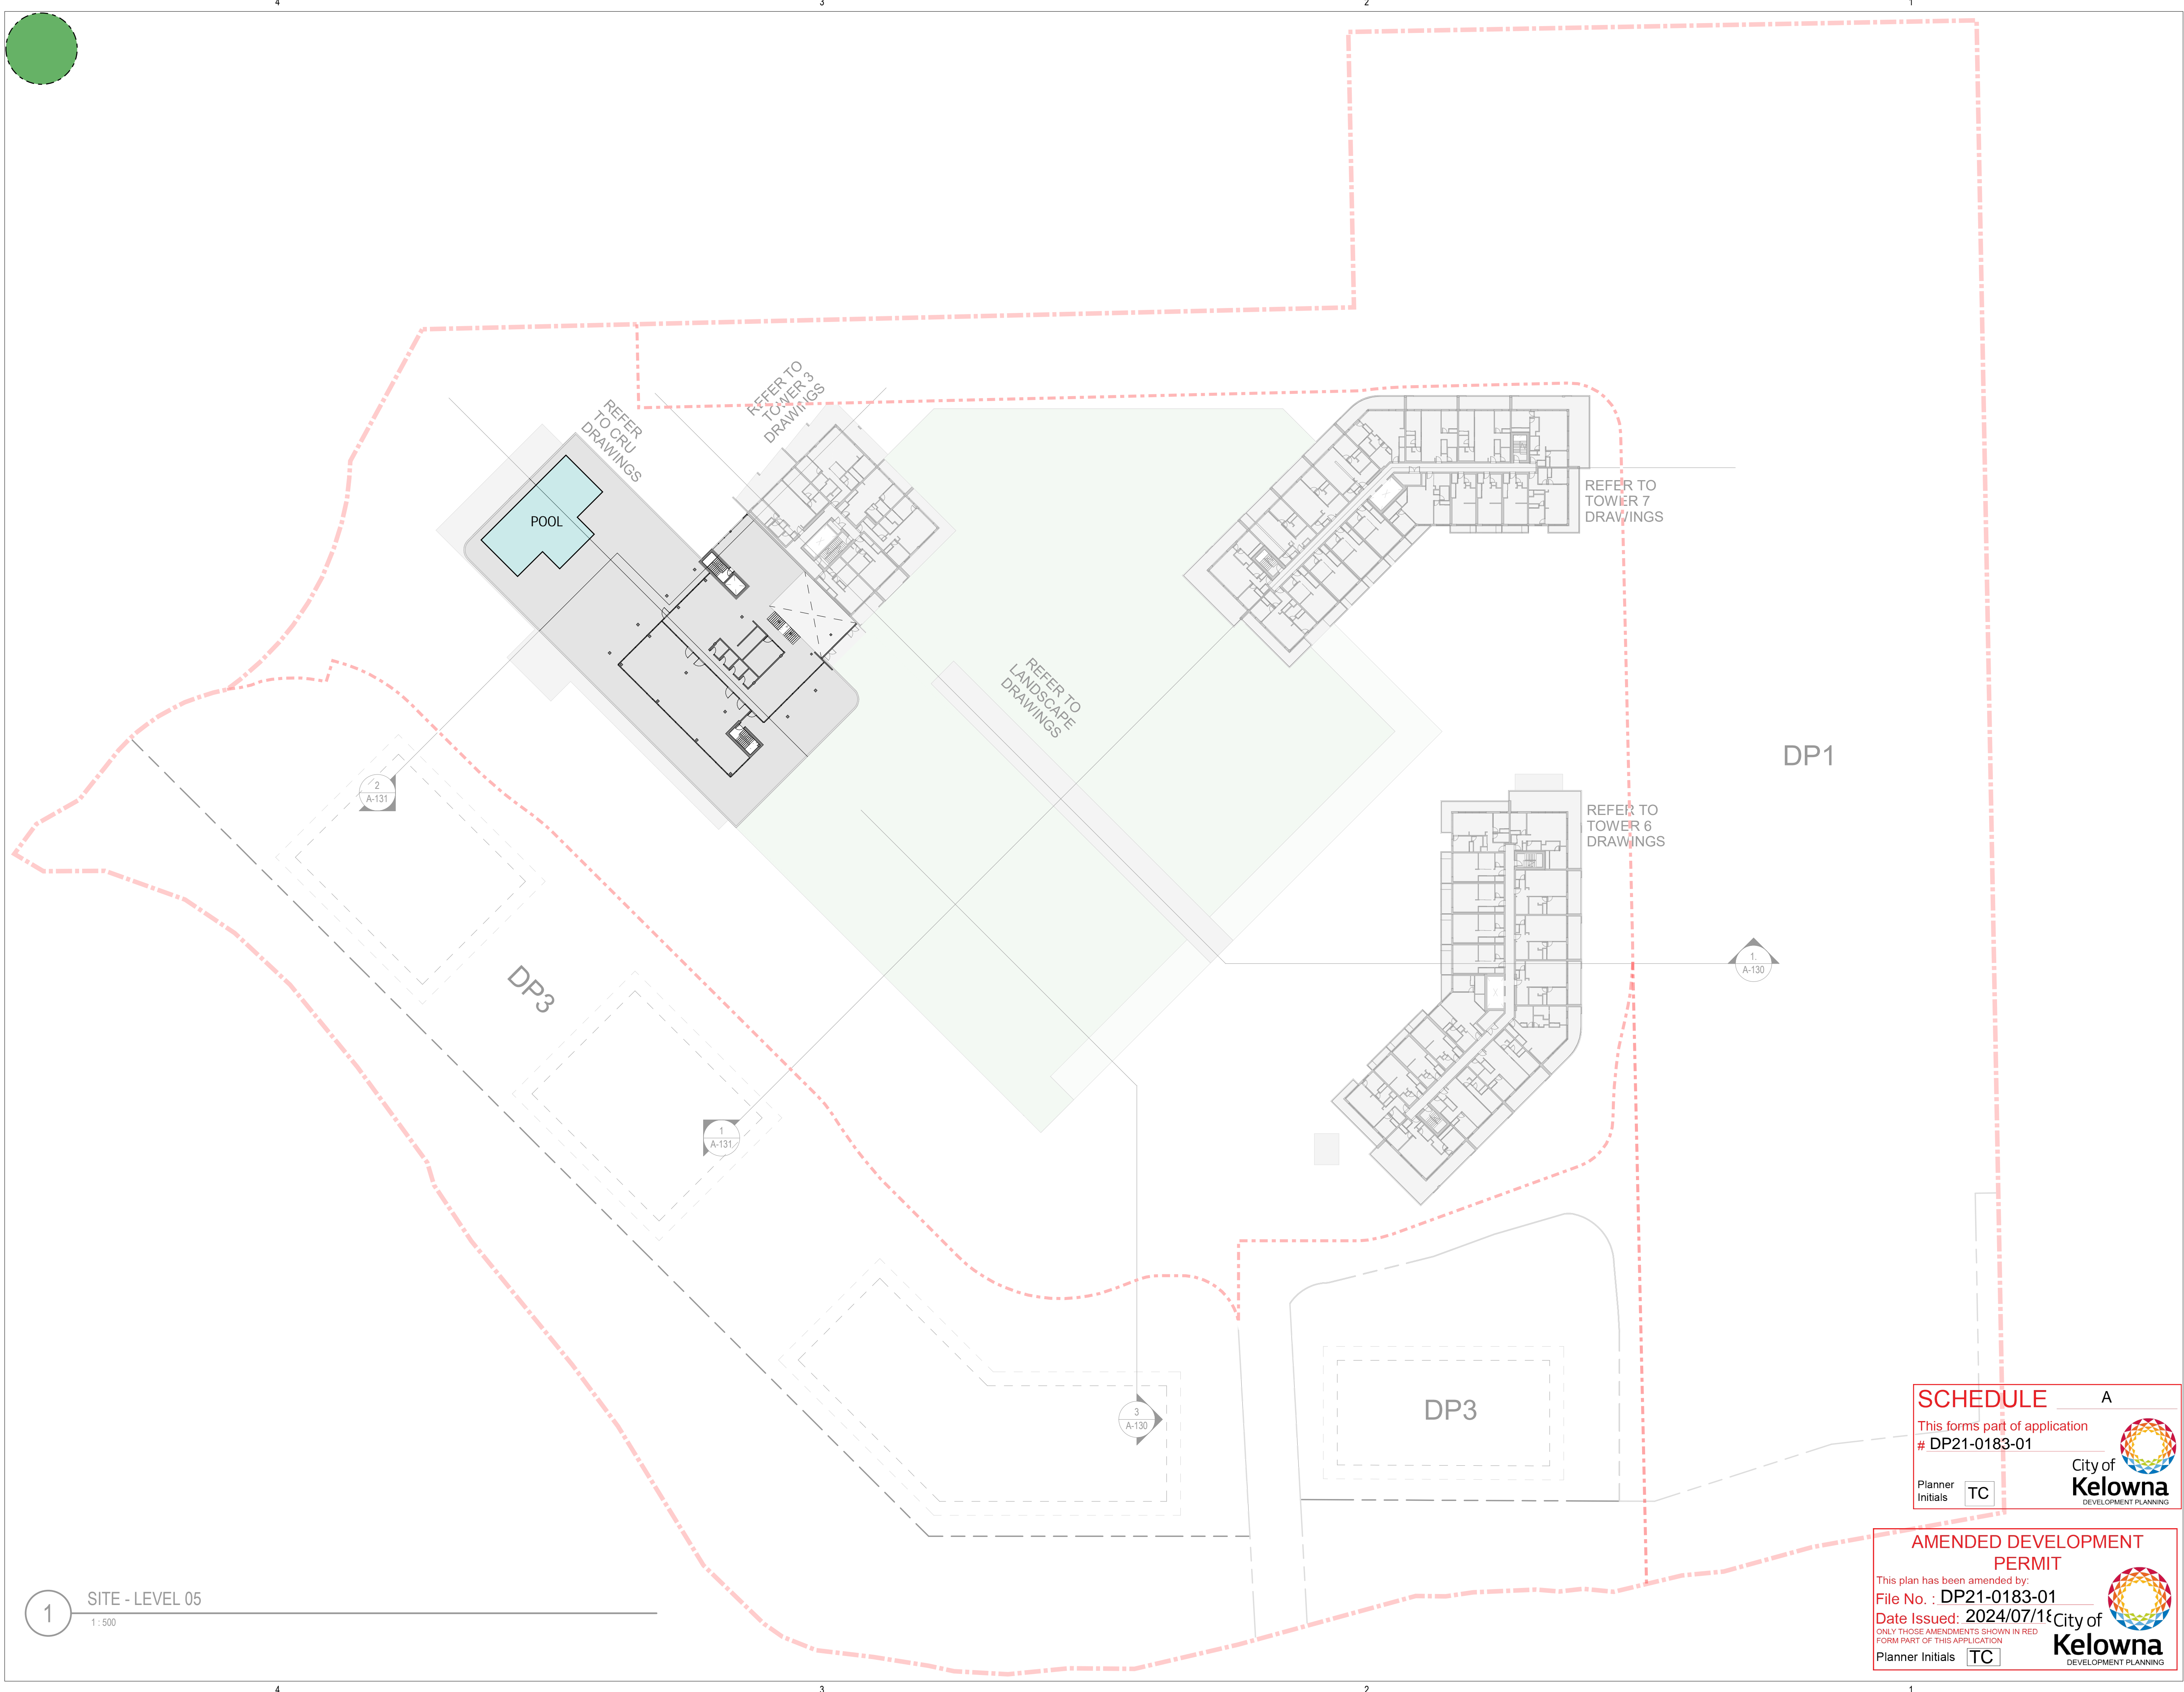 4
3
2
1
REFER TO
TOWER 3
DRAWINGS
REFER
TO CRU
DRAWINGS
POOL
REFER TO
TOWER 7
DRAWINGS
REFER TO
LANDSCAPE
DRAWINGS
DP1
2
A-131
REFER TO
TOWER 6
DRAWINGS
1.
A-130
DP3
1
A-131
3
A-130
DP3
SCHEDULE A
This forms part of application
# DP21-0183-01
City of
Kelowna
DEVELOPMENT PLANNING
Planner
Initials TC
AMENDED DEVELOPMENT
PERMIT
This plan has been amended by:
File No. : DP21-0183-01
Date Issued: 2024/07/18
ONLY THOSE AMENDMENTS SHOWN IN RED
FORM PART OF THIS APPLICATION
Planner Initials TC
City of
Kelowna
DEVELOPMENT PLANNING
1
SITE - LEVEL 05
1 : 500
4
3
2
1